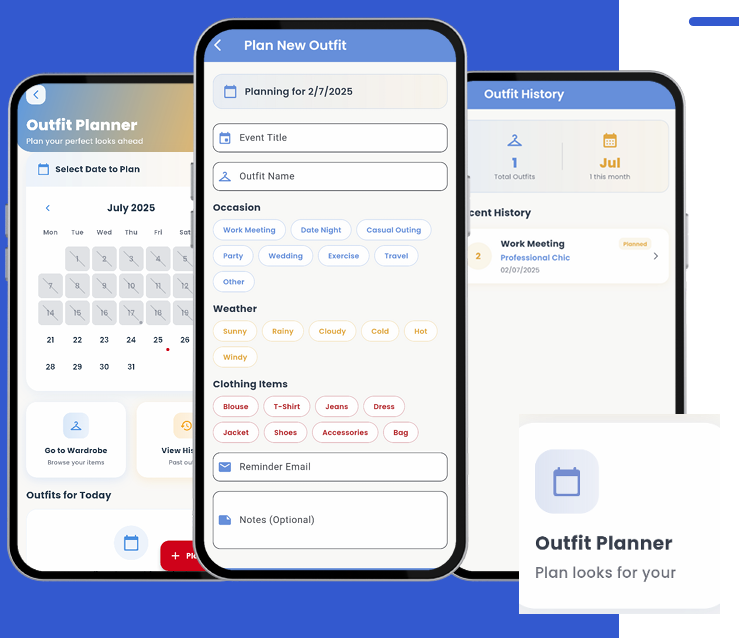 Outfit Planner
Plan your perfect looks ahead
Select Date to Plan
July 2025
Mon Tue Wed Thu Fri Sat
1 2 3 4 5
7 8 9 10 11 12
14 15 16 17 18 19
21 22 23 24 25 26
28 29 30 31
Go to Wardrobe
Browse your items
View His
Past ou
Outfits for Today
+ Pl
Plan New Outfit
Planning for 2/7/2025
Event Title
Outfit Name
Occasion
Work Meeting Date Night Casual Outing
Party Wedding Exercise Travel
Other
Weather
Sunny Rainy Cloudy Cold Hot
Windy
Clothing Items
Blouse T-Shirt Jeans Dress
Jacket Shoes Accessories Bag
Reminder Email
Notes (Optional)
Outfit History
1
Total Outfits
Jul
1 this month
cent History
2
Work Meeting
Planned
Professional Chic
02/07/2025
Outfit Planner
Plan looks for your